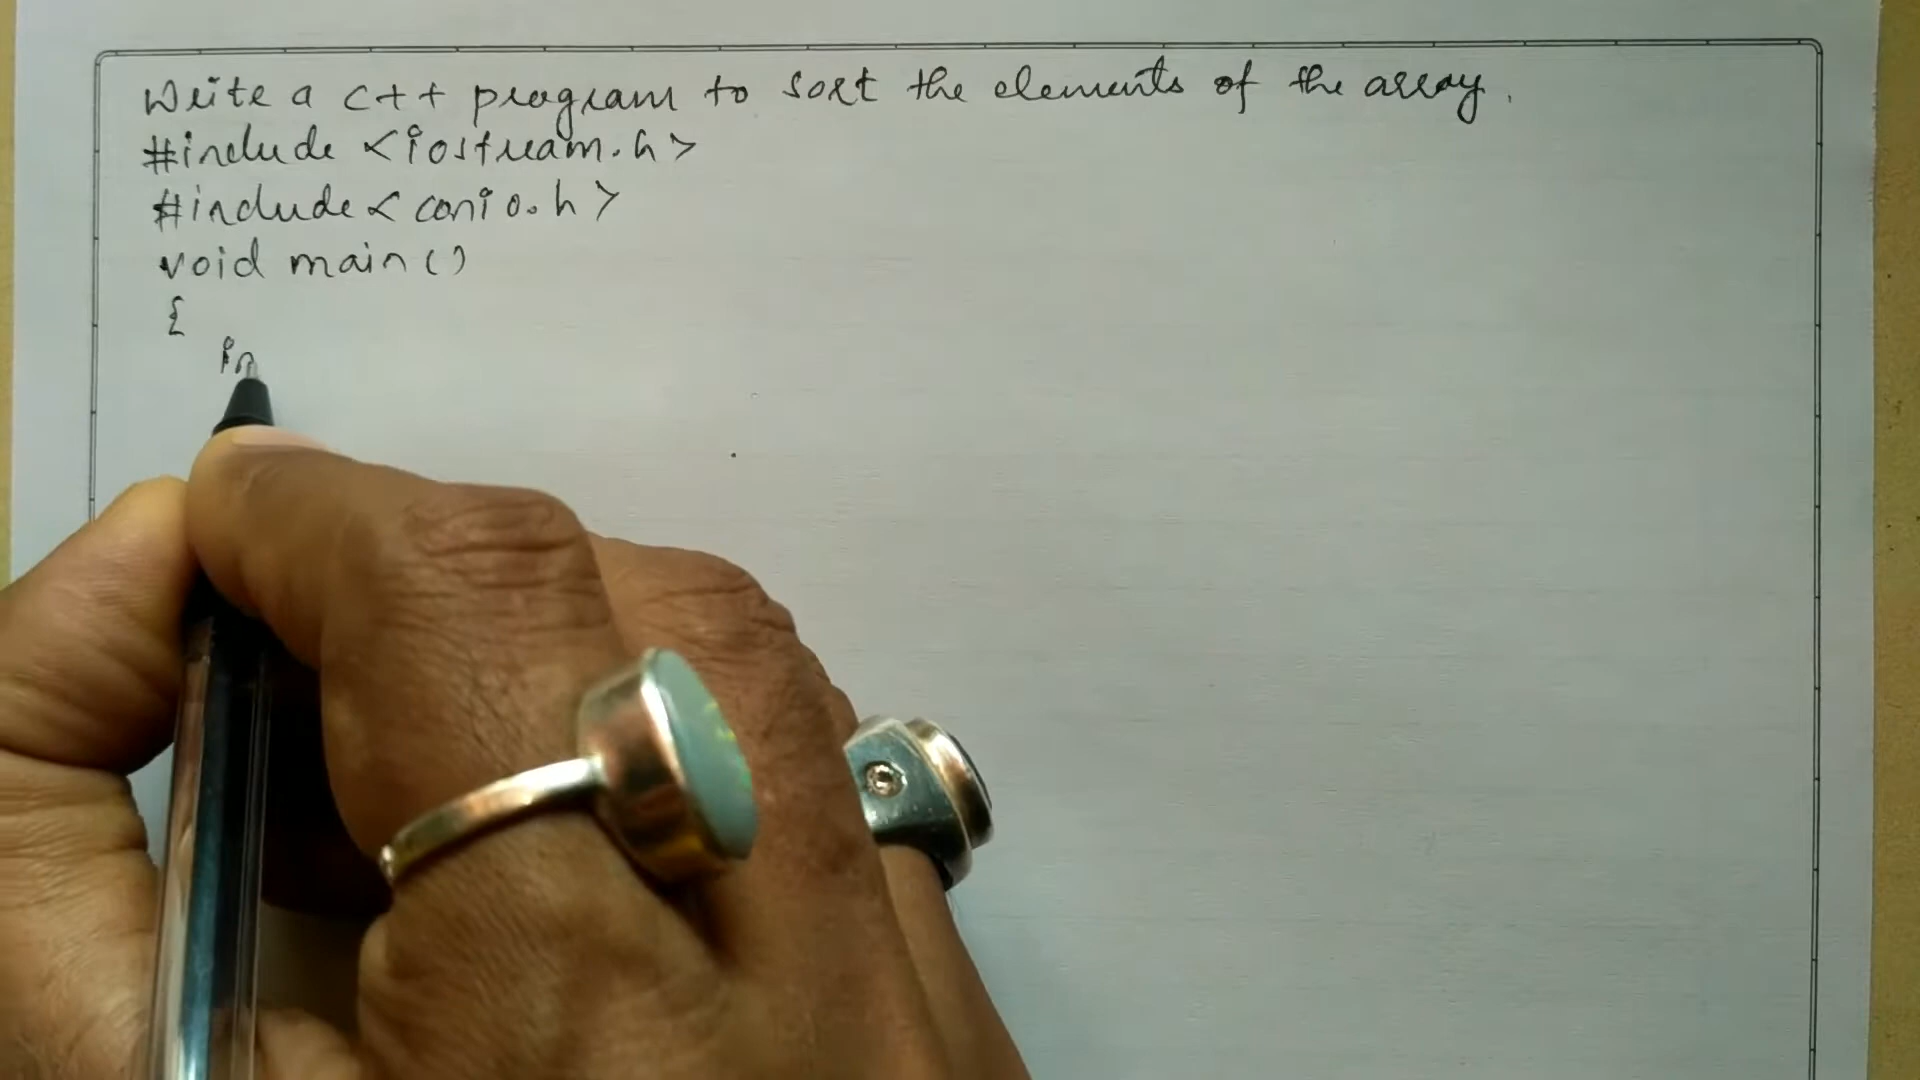 Write a c++ program to sort the elements of the array.
#include <iostream.h>
#include < conio.h >
void main()
{
in